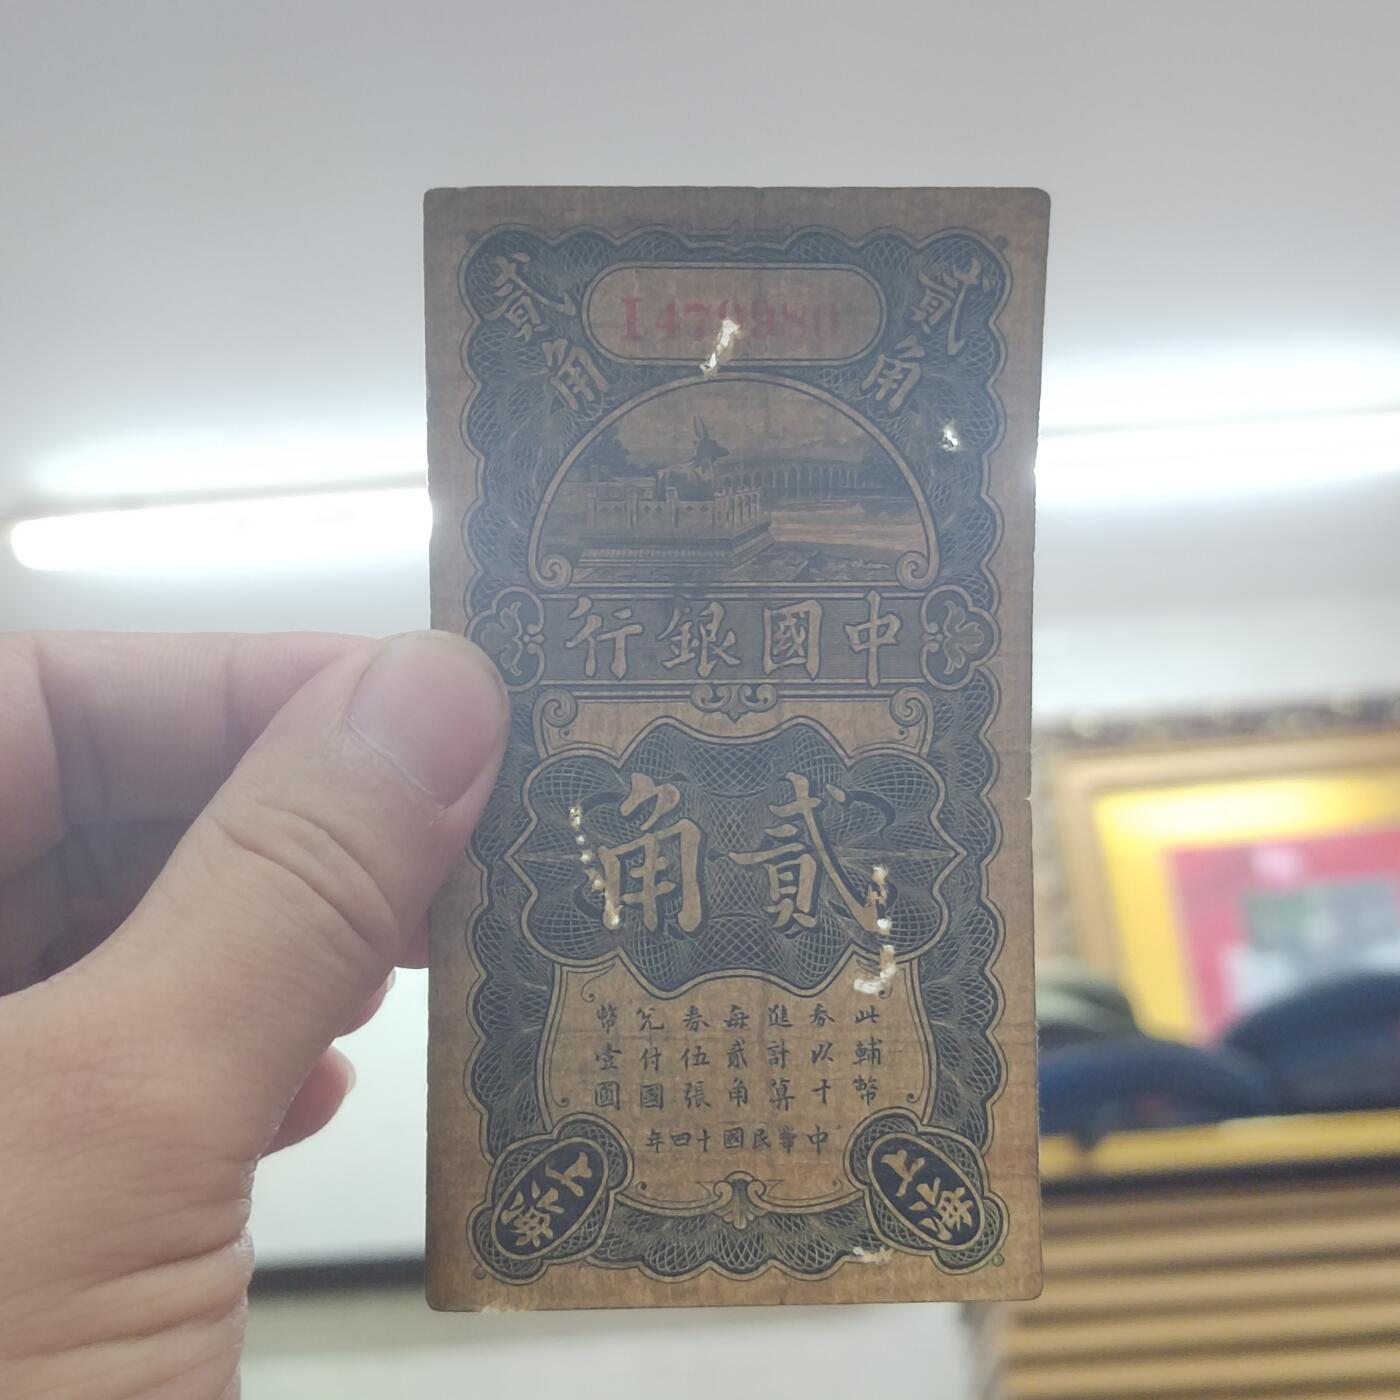 貳角
貳角
中國銀行
貳角
此輔幣
券以十
進計算
每貳角
券伍張
兌付國
幣壹圓
中華民國十四年
上海
上海